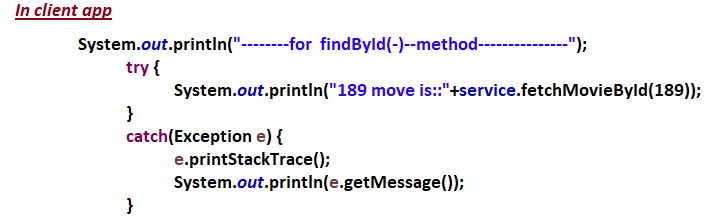 In client app
System.out.println("--------for  findById(-)--method---------------");
try {
System.out.println("189 move is::"+service.fetchMovieById(189));
}
catch(Exception e) {
e.printStackTrace();
System.out.println(e.getMessage());
}